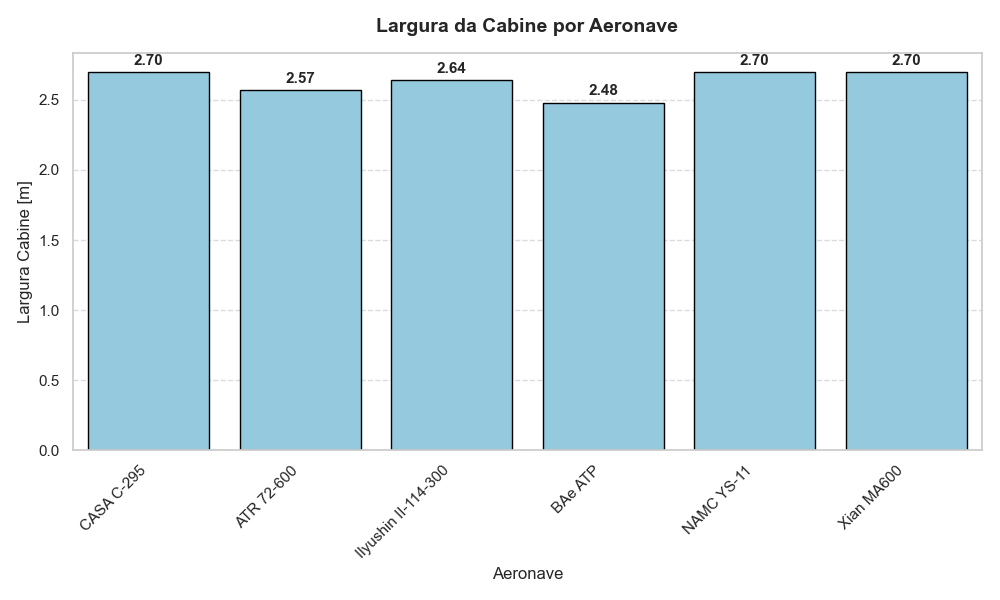 Largura da Cabine por Aeronave
2.70
2.57
2.64
2.48
2.70
2.70
Largura Cabine [m]
2.5
2.0
1.5
1.0
0.5
0.0
CASA C-295
ATR 72-600
Ilyushin Il-114-300
BAe ATP
NAMC YS-11
Xian MA600
Aeronave